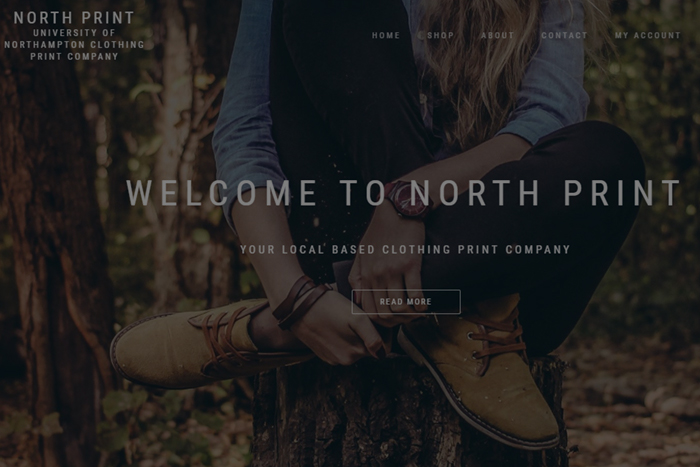 NORTH PRINT
UNIVERSITY OF
NORTHAMPTON CLOTHING
PRINT COMPANY
HOME SHOP ABOUT CONTACT MY ACCOUNT
WELCOME TO NORTH PRINT
YOUR LOCAL BASED CLOTHING PRINT COMPANY
READ MORE